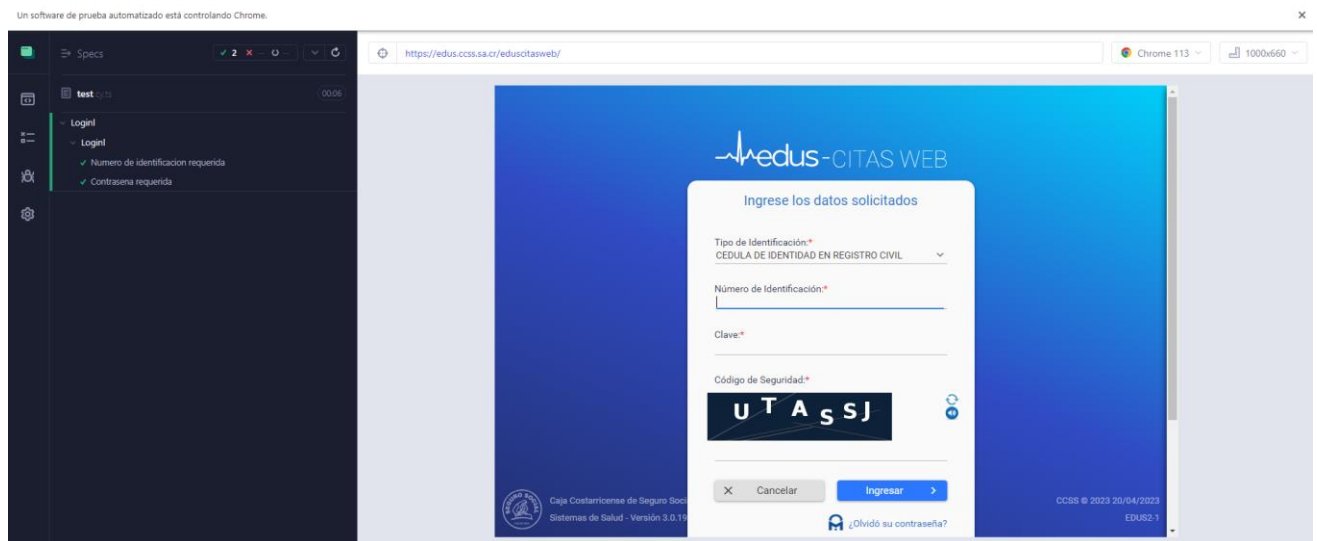 Un software de prueba automatizado está controlando Chrome.
Specs
2 -- --
https://edus.ccss.sa.cr/eduscitasweb/
Chrome 113
1000x660
test cy.ts
00:06
Loginl
Loginl
Numero de identificacion requerida
Contrasena requerida
edus-CITAS WEB
Ingrese los datos solicitados
Tipo de Identificación:*
CEDULA DE IDENTIDAD EN REGISTRO CIVIL
Número de Identificación:*
Clave:*
Código de Seguridad:*
U T A S S J
Cancelar
Ingresar
¿Olvidó su contraseña?
Caja Costarricense de Seguro Soci
Sistemas de Salud - Versión 3.0.19
CCSS © 2023 20/04/2023
EDUS2-1